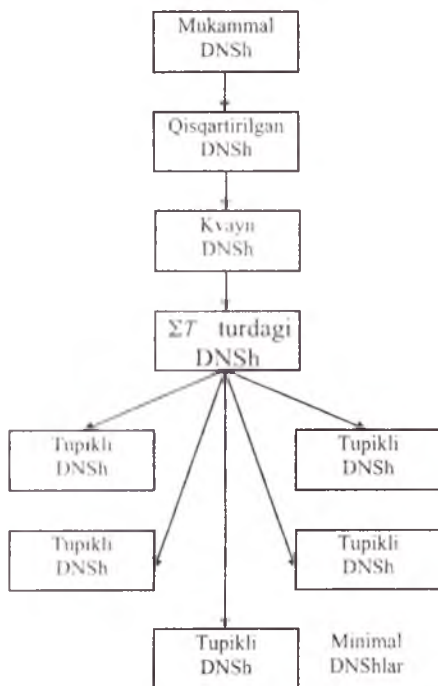 Mukammal
DNSh
Qisqartirilgan
DNSh
Kvayn
DNSh
ΣT turdagi
DNSh
Tupikli
DNSh
Tupikli
DNSh
Tupikli
DNSh
Tupikli
DNSh
Tupikli
DNSh
Minimal
DNShlar